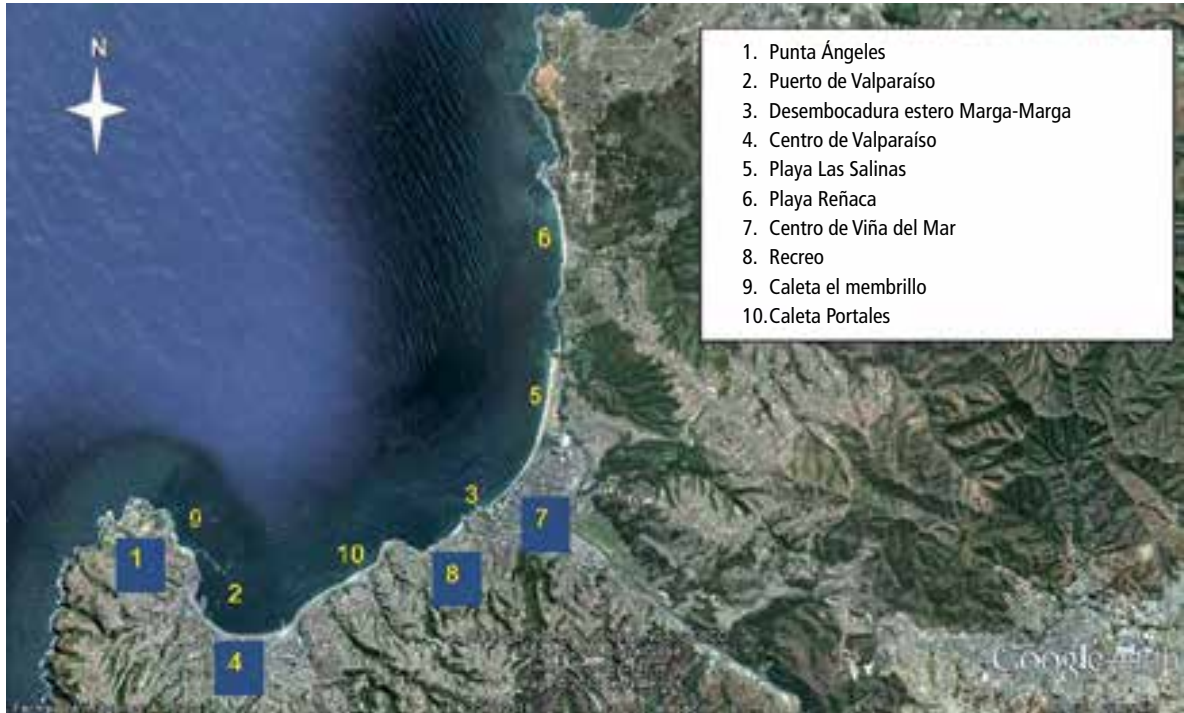 N
1. Punta Ángeles
2. Puerto de Valparaíso
3. Desembocadura estero Marga-Marga
4. Centro de Valparaíso
5. Playa Las Salinas
6. Playa Reñaca
7. Centro de Viña del Mar
8. Recreo
9. Caleta el membrillo
10.Caleta Portales
6
5
3
9
7
10
1
8
2
4
Google